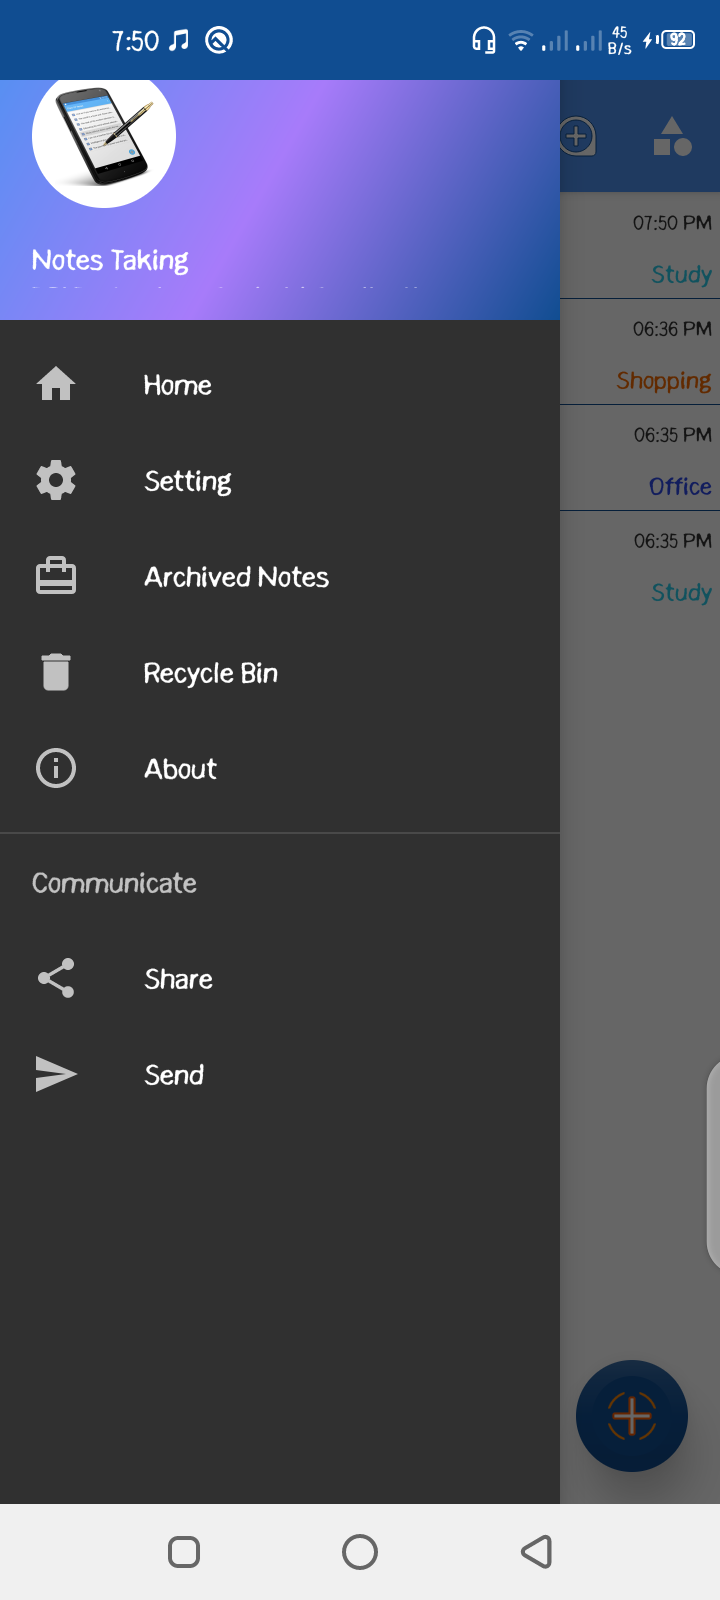 7:50
45
B/s
92
Notes Taking
07:50 PM
Study
06:36 PM
Shopping
06:35 PM
Office
06:35 PM
Study
Home
Setting
Archived Notes
Recycle Bin
About
Communicate
Share
Send